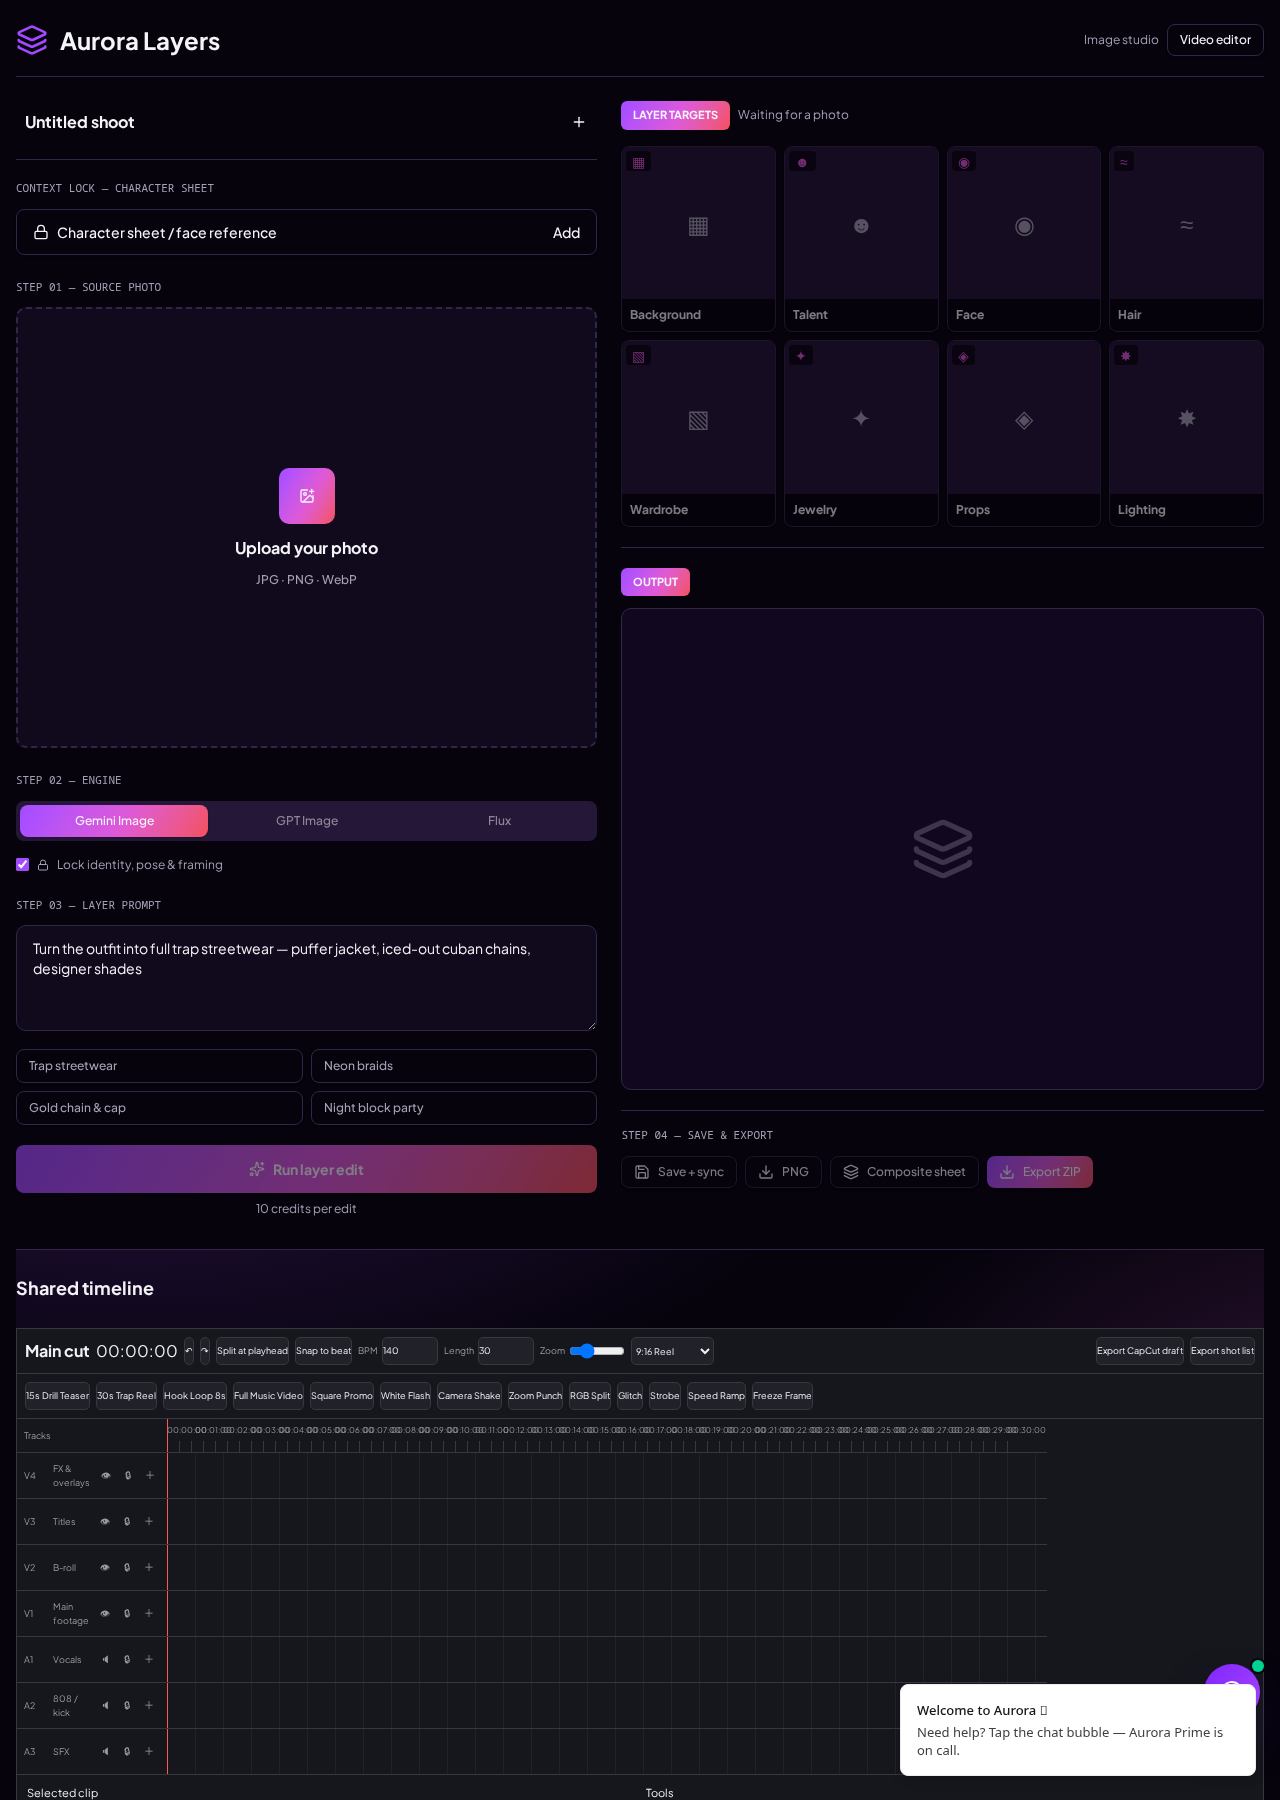 Aurora Layers
Image studio
Video editor
Untitled shoot
CONTEXT LOCK — CHARACTER SHEET
Character sheet / face reference
Add
STEP 01 — SOURCE PHOTO
Upload your photo
JPG · PNG · WebP
STEP 02 — ENGINE
Gemini Image
GPT Image
Flux
Lock identity, pose & framing
STEP 03 — LAYER PROMPT
Turn the outfit into full trap streetwear — puffer jacket, iced-out cuban chains,
designer shades
Trap streetwear
Neon braids
Gold chain & cap
Night block party
Run layer edit
10 credits per edit
LAYER TARGETS
Waiting for a photo
Background
Talent
Face
Hair
Wardrobe
Jewelry
Props
Lighting
OUTPUT
STEP 04 — SAVE & EXPORT
Save + sync
PNG
Composite sheet
Export ZIP
Shared timeline
Main cut
00:00:00
Split at playhead
Snap to beat
BPM
140
Length
30
Zoom
9:16 Reel
Export CapCut draft
Export shot list
15s Drill Teaser
30s Trap Reel
Hook Loop 8s
Full Music Video
Square Promo
White Flash
Camera Shake
Zoom Punch
RGB Split
Glitch
Strobe
Speed Ramp
Freeze Frame
Tracks
V4
FX &
overlays
V3
Titles
V2
B-roll
V1
Main
footage
A1
Vocals
A2
808 /
kick
A3
SFX
Selected clip
Tools
Welcome to Aurora
Need help? Tap the chat bubble — Aurora Prime is
on call.